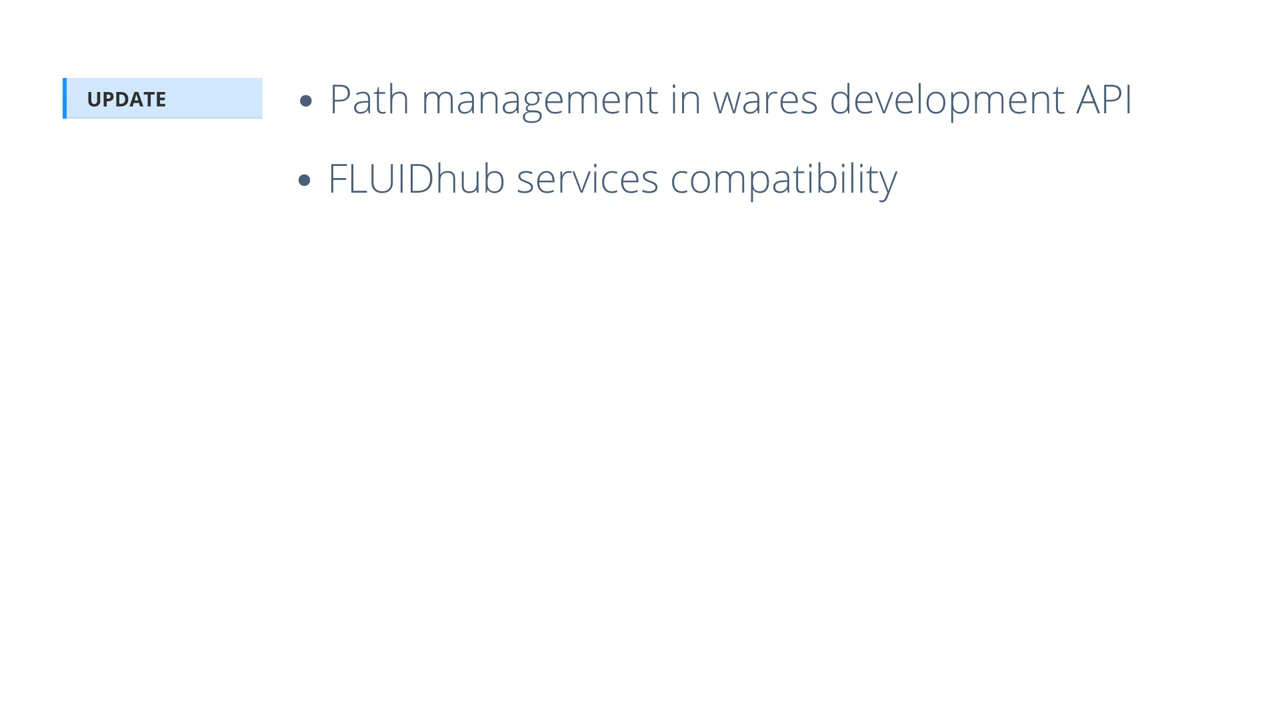 UPDATE
• Path management in wares development API
• FLUIDhub services compatibility